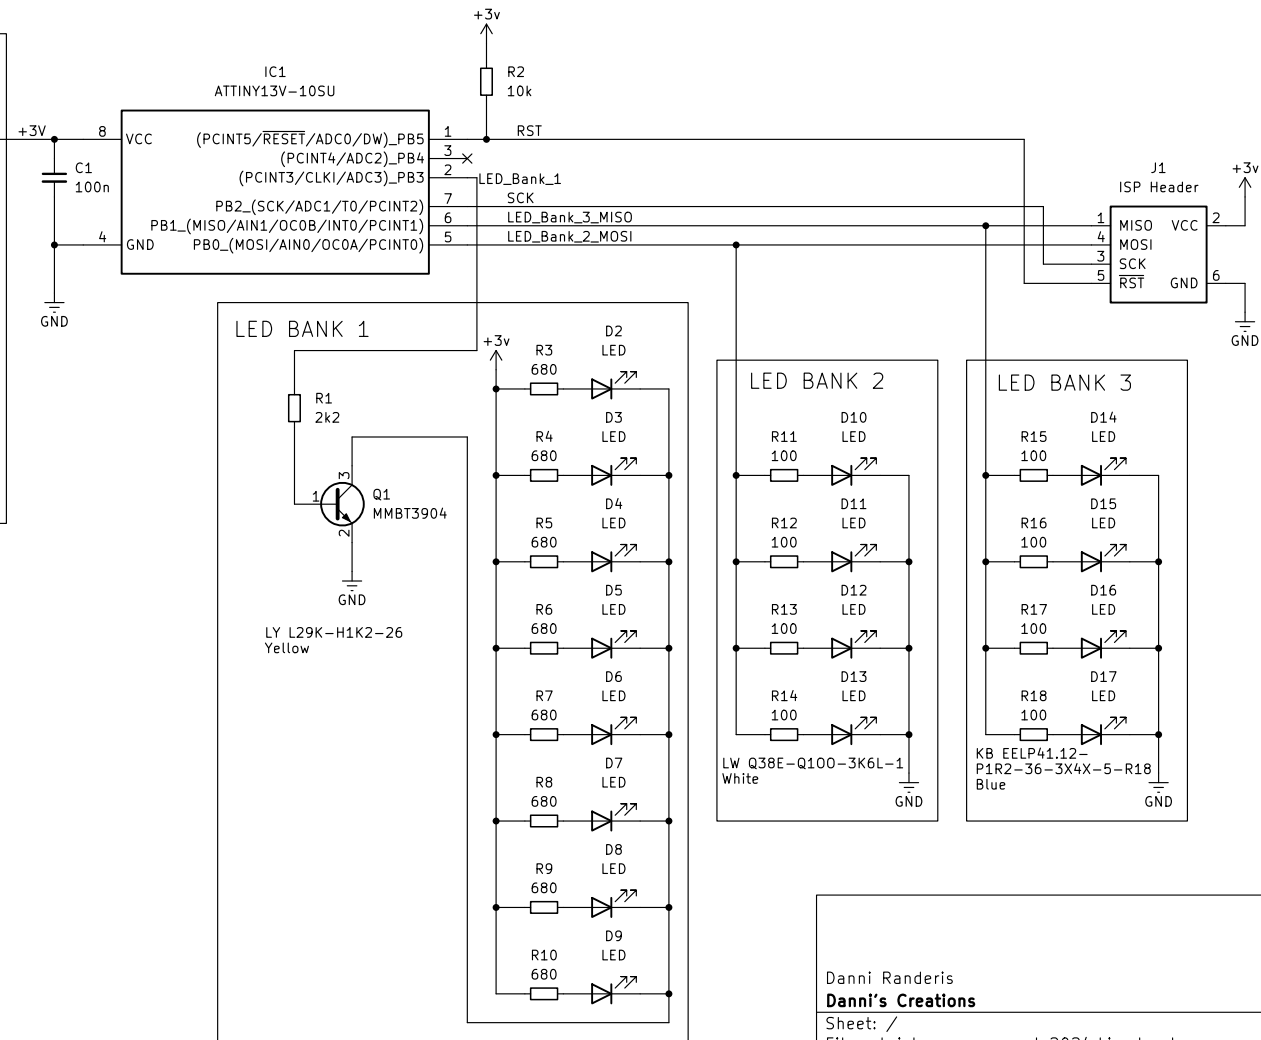 +3v
R2
10k
IC1
ATTINY13V-10SU
+3V
8
VCC
(PCINT5/RESET/ADC0/DW)_PB5
1
RST
(PCINT4/ADC2)_PB4
3
(PCINT3/CLKI/ADC3)_PB3
2
LED_Bank_1
C1
100n
PB2_(SCK/ADC1/T0/PCINT2)
7
SCK
PB1_(MISO/AIN1/OC0B/INT0/PCINT1)
6
LED_Bank_3_MISO
4
GND
PB0_(MOSI/AIN0/OC0A/PCINT0)
5
LED_Bank_2_MOSI
GND
J1
ISP Header
+3v
1
MISO
VCC
2
4
MOSI
3
SCK
5
RST
GND
6
GND
LED BANK 1
+3v
R1
2k2
1
3
2
Q1
MMBT3904
GND
LY L29K-H1K2-26
Yellow
D2
LED
R3
680
D3
LED
R4
680
D4
LED
R5
680
D5
LED
R6
680
D6
LED
R7
680
D7
LED
R8
680
D8
LED
R9
680
D9
LED
R10
680
LED BANK 2
D10
LED
R11
100
D11
LED
R12
100
D12
LED
R13
100
D13
LED
R14
100
LW Q38E-Q1OO-3K6L-1
White
GND
LED BANK 3
D14
LED
R15
100
D15
LED
R16
100
D16
LED
R17
100
D17
LED
R18
100
KB EELP41.12-
P1R2-36-3X4X-5-R18
Blue
GND
Danni Randeris
Danni's Creations
Sheet: /